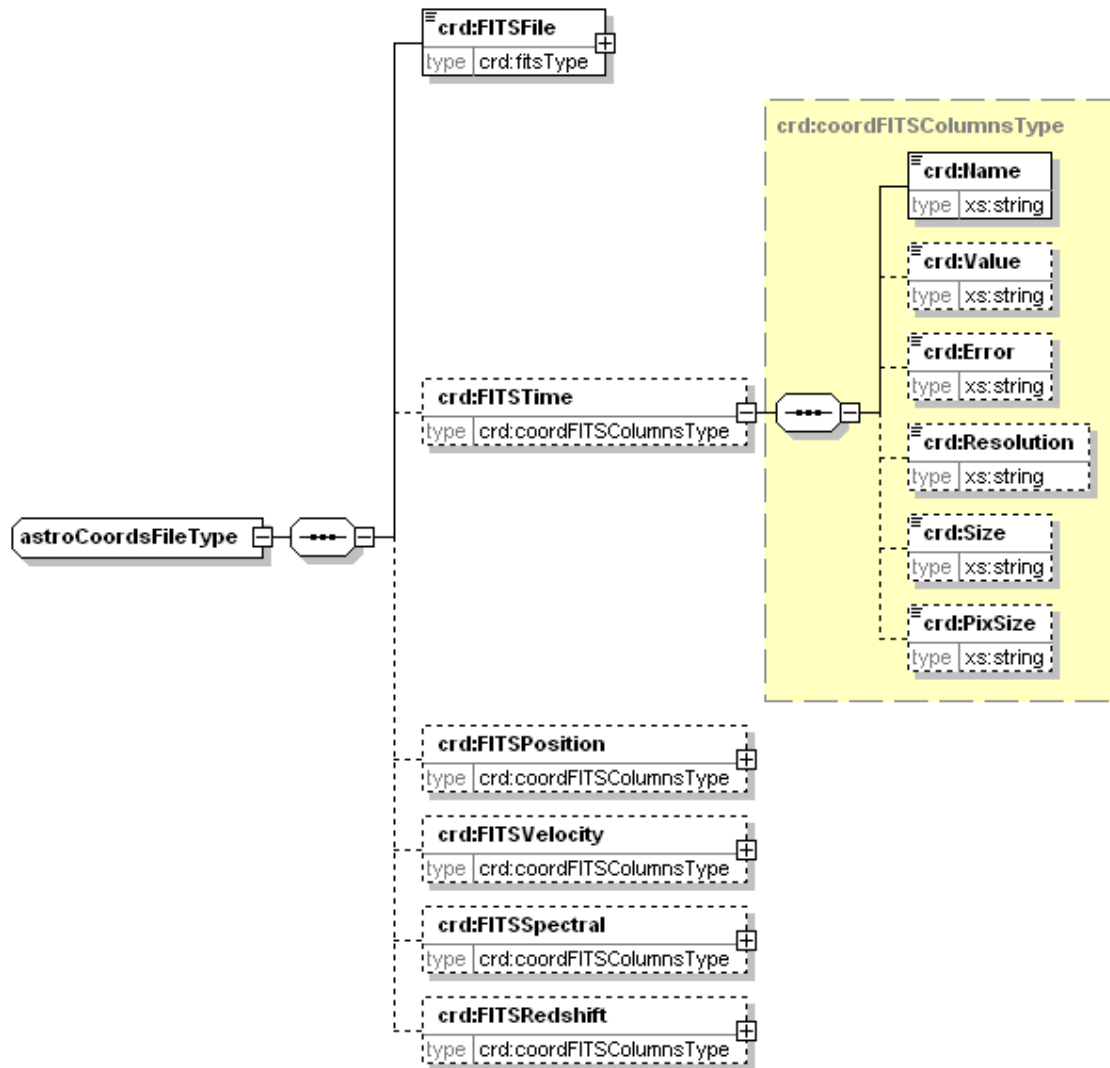 crd:FITSFile
type crd:fitsType
crd:coordFITSColumnsType
crd:Name
type xs:string
crd:Value
type xs:string
crd:Error
type xs:string
crd:FITSTime
type crd:coordFITSColumnsType
crd:Resolution
type xs:string
astroCoordsFileType
crd:Size
type xs:string
crd:PixSize
type xs:string
crd:FITSPosition
type crd:coordFITSColumnsType
crd:FITSVelocity
type crd:coordFITSColumnsType
crd:FITSSpectral
type crd:coordFITSColumnsType
crd:FITSRedshift
type crd:coordFITSColumnsType